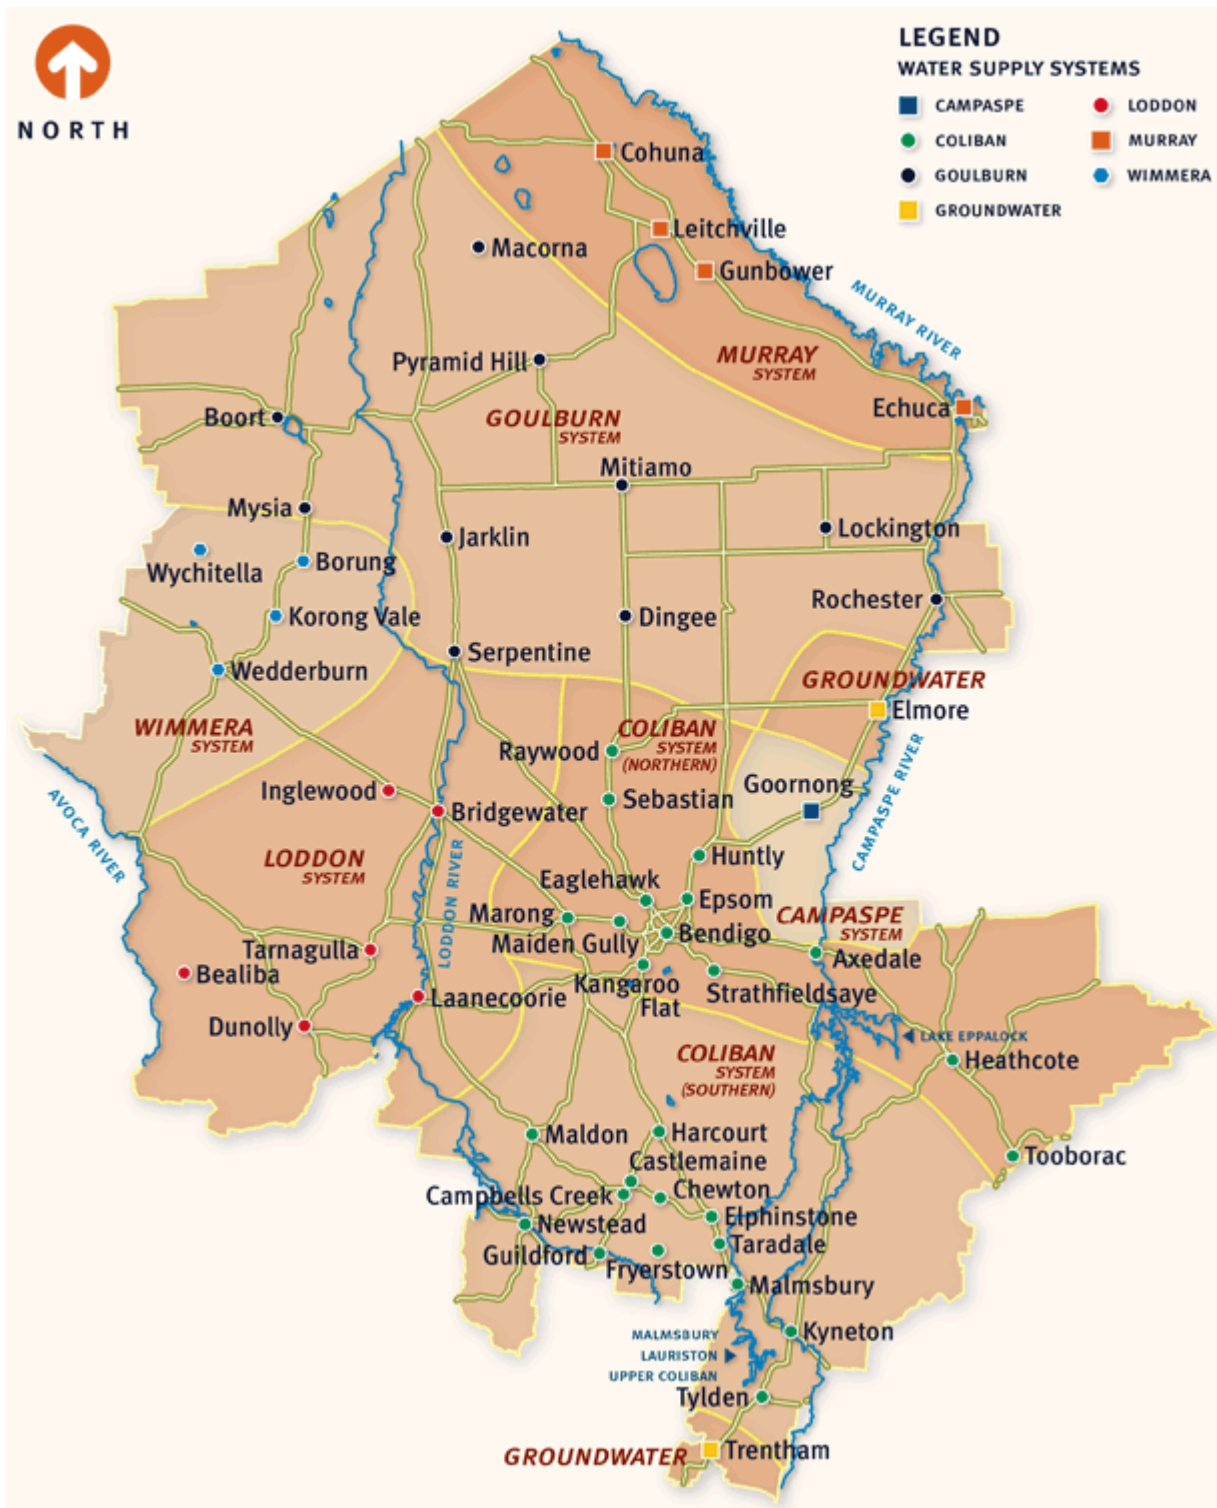 NORTH
LEGEND
WATER SUPPLY SYSTEMS
CAMPASPE
LODDON
COLIBAN
MURRAY
GOULBURN
WIMMERA
GROUNDWATER
Cohuna
Leitchville
Macorna
Gunbower
MURRAY RIVER
Pyramid Hill
MURRAY
SYSTEM
Echuca
Boort
GOULBURN
SYSTEM
Mitiamo
Mysia
Lockington
Jarklin
Borung
Wychitella
Rochester
Korong Vale
Dingee
Serpentine
Wedderburn
GROUNDWATER
Elmore
WIMMERA
SYSTEM
COLIBAN
SYSTEM
(NORTHERN)
Raywood
Goornong
Inglewood
Sebastian
CAMPASPE RIVER
AVOCA RIVER
Bridgewater
Huntly
LODDON
SYSTEM
LODDON RIVER
Eaglehawk
Epsom
Marong
CAMPASPE
SYSTEM
Bendigo
Maiden Gully
Tarnagulla
Axedale
Bealiba
Kangaroo
Flat
Strathfieldsaye
Laanecoorie
Dunolly
LAKE EPPALOCK
COLIBAN
SYSTEM
(SOUTHERN)
Heathcote
Maldon
Harcourt
Tooborac
Castlemaine
Chewton
Campbells Creek
Elphinstone
Newstead
Taradale
Guildford
Fryerstown
Malmsbury
Kyneton
MALMSBURY
LAURISTON
UPPER COLIBAN
Tylden
Trentham
GROUNDWATER